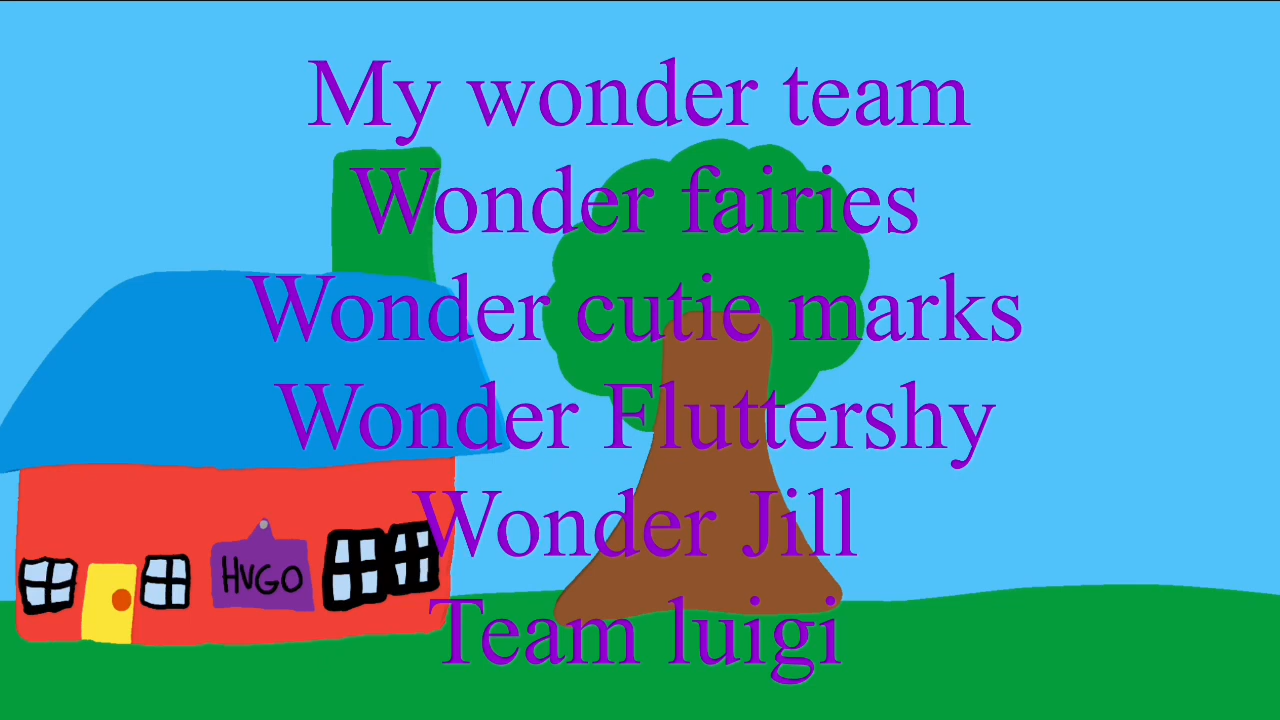 My wonder team
Wonder fairies
Wonder cutie marks
Wonder Fluttershy
Wonder Jill
HVGO
Team luigi